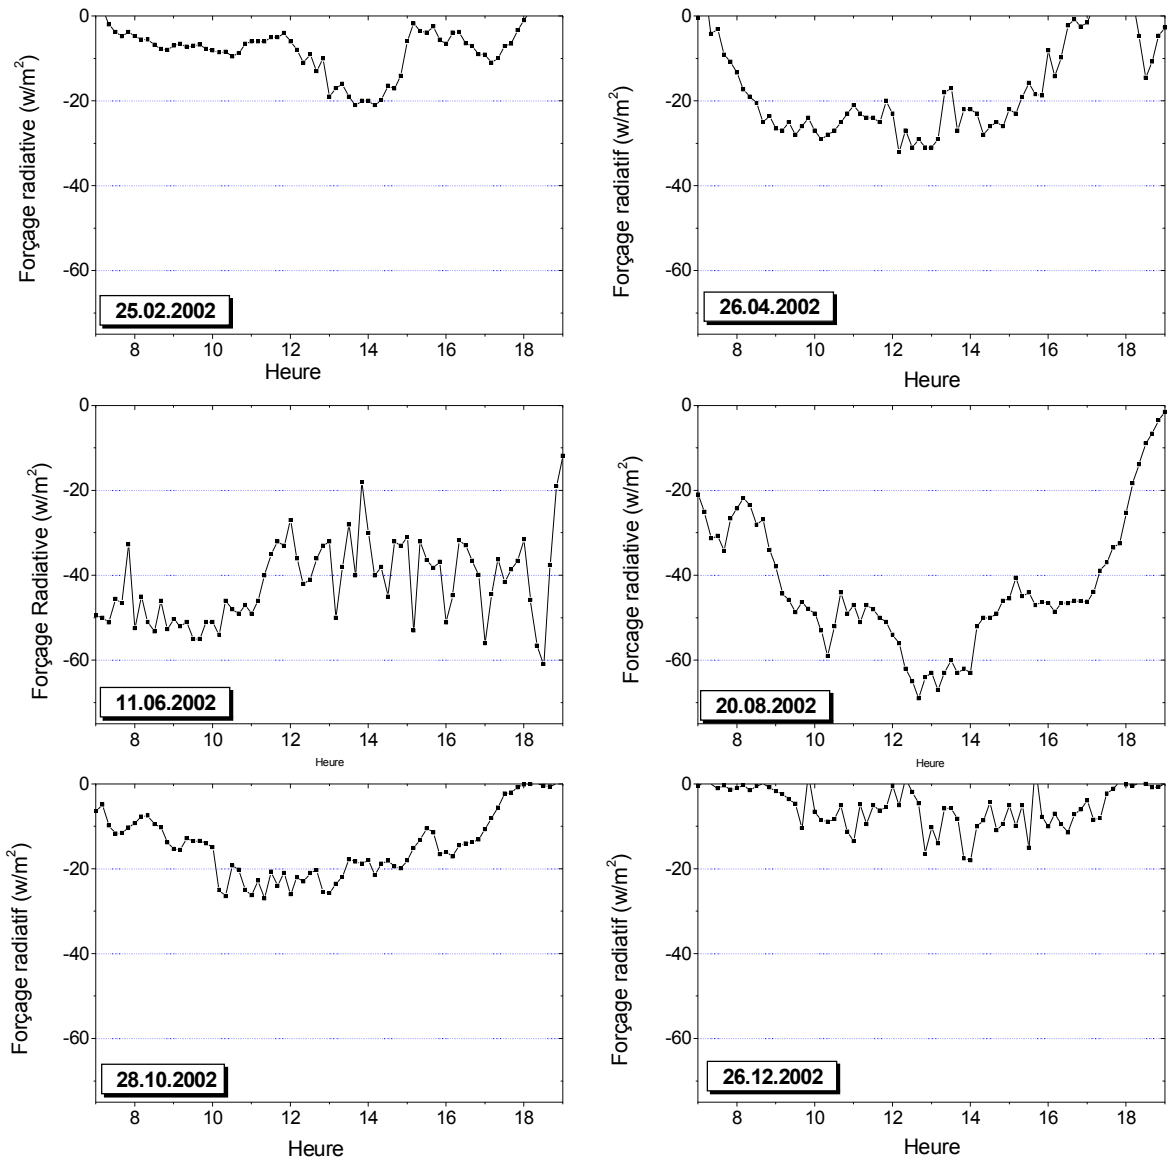 0
-20
-40
-60
Forçage radiative (w/m²)
25.02.2002
8 10 12 14 16 18
Heure
0
-20
-40
-60
Forçage radiatif (w/m²)
26.04.2002
8 10 12 14 16 18
Heure
0
-20
-40
-60
Forçage Radiative (w/m²)
11.06.2002
8 10 12 14 16 18
Heure
0
-20
-40
-60
Forcage radiative (w/m²)
20.08.2002
8 10 12 14 16 18
Heure
0
-20
-40
-60
Forçage radiatif (w/m²)
28.10.2002
8 10 12 14 16 18
Heure
0
-20
-40
-60
Forçage radiatif (w/m²)
26.12.2002
8 10 12 14 16 18
Heure